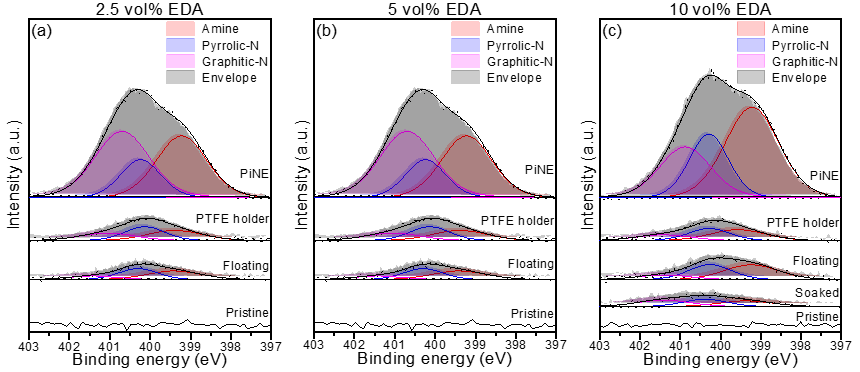 2.5 vol% EDA
5 vol% EDA
10 vol% EDA
(a)
Amine
Pyrrolic-N
Graphitic-N
Envelope
PiNE
PTFE holder
Floating
Pristine
Intensity (a.u.)
403 402 401 400 399 398 397
Binding energy (eV)
(b)
Amine
Pyrrolic-N
Graphitic-N
Envelope
PiNE
PTFE holder
Floating
Pristine
Intensity (a.u.)
403 402 401 400 399 398 397
Binding energy (eV)
(c)
Amine
Pyrrolic-N
Graphitic-N
Envelope
PiNE
PTFE holder
Floating
Soaked
Pristine
Intensity (a.u.)
403 402 401 400 399 398 397
Binding energy (eV)